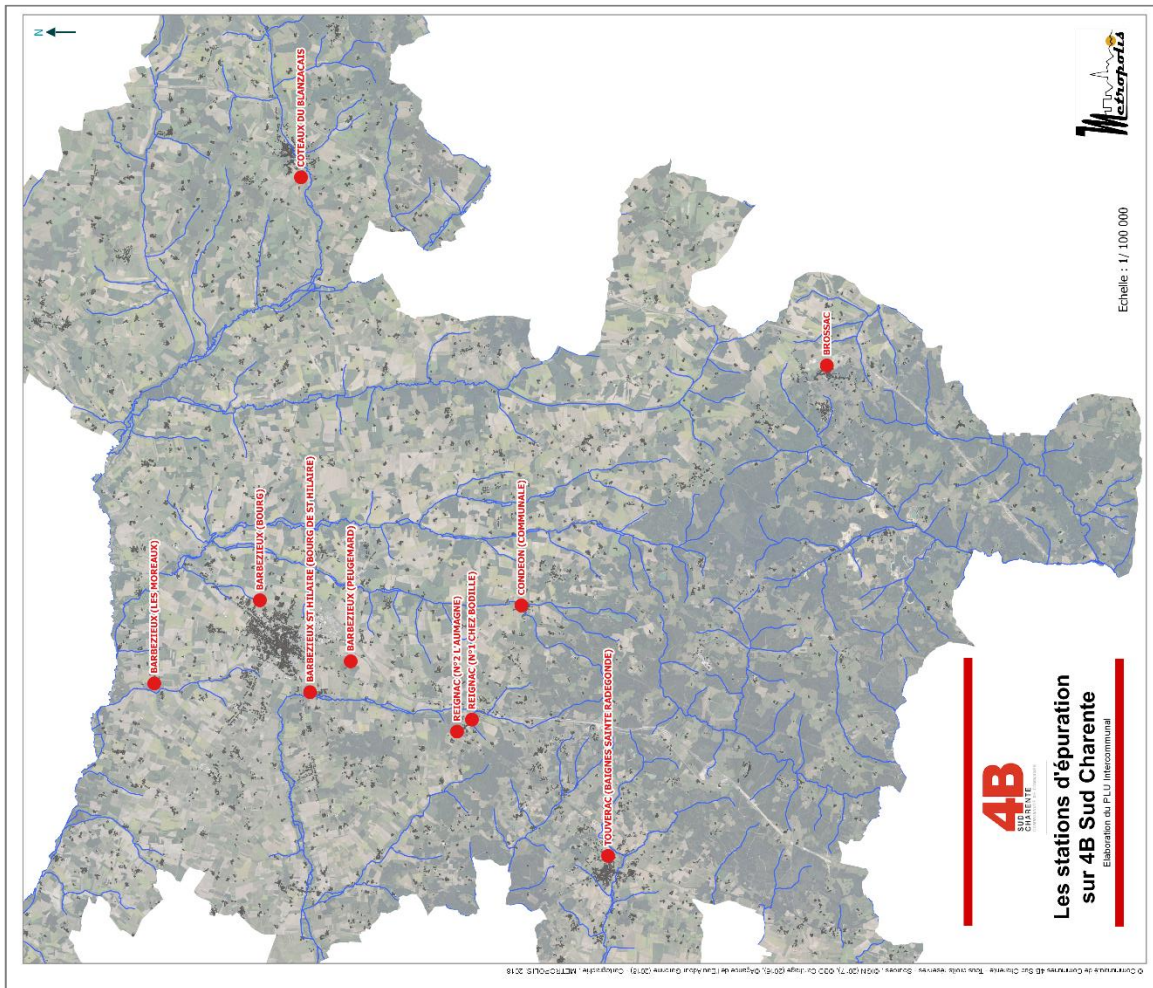 N
COTEAUX DU BLANZACAIS
BARBEZIEUX (LES MOREAUX)
BARBEZIEUX (BOURG)
BARBEZIEUX ST HILAIRE (BOURG DE ST HILAIRE)
BARBEZIEUX (PEUGEMARD)
REIGNAC (N°2 L'AUMAGNE)
REIGNAC (N°1 CHEZ BODILLE)
CONDEON (COMMUNALE)
TOUVERAC (BAIGNES SAINTE RADEGONDE)
BROSSAC
4B
SUD
CHARENTE
Les stations d'épuration
sur 4B Sud Charente
Elaboration du PLU Intercommunal
Echelle : 1/ 100 000
Metropolis